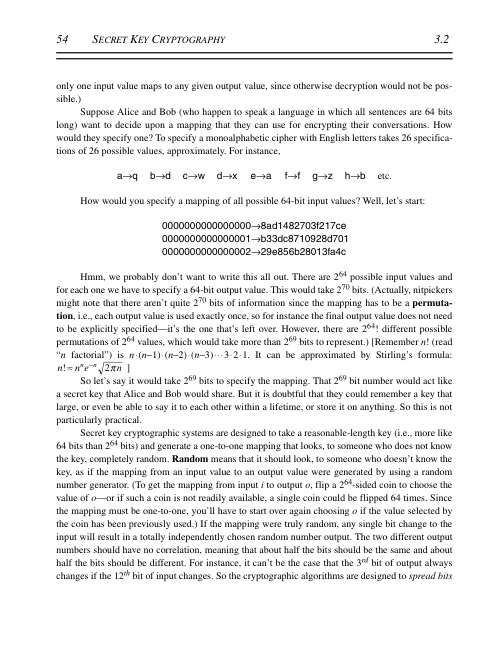 54 SECRET KEY CRYPTOGRAPHY 3.2
only one input value maps to any given output value, since otherwise decryption would not be pos-
sible.)
Suppose Alice and Bob (who happen to speak a language in which all sentences are 64 bits
long) want to decide upon a mapping that they can use for encrypting their conversations. How
would they specify one? To specify a monoalphabetic cipher with English letters takes 26 specifica-
tions of 26 possible values, approximately. For instance,
a→q b→d c→w d→x e→a f→f g→z h→b etc.
How would you specify a mapping of all possible 64-bit input values? Well, let's start:
0000000000000000→8ad1482703f217ce
0000000000000001→b33dc8710928d701
0000000000000002→29e856b28013fa4c
Hmm, we probably don't want to write this all out. There are 2^64 possible input values and
for each one we have to specify a 64-bit output value. This would take 2^70 bits. (Actually, nitpickers
might note that there aren't quite 2^70 bits of information since the mapping has to be a permuta-
tion, i.e., each output value is used exactly once, so for instance the final output value does not need
to be explicitly specified—it's the one that's left over. However, there are 2^64! different possible
permutations of 2^64 values, which would take more than 2^69 bits to represent.) [Remember n! (read
"n factorial") is n·(n−1)·(n−2)·(n−3)···3·2·1. It can be approximated by Stirling's formula:
n! ≈ n^n e^−n √2πn ]
So let's say it would take 2^69 bits to specify the mapping. That 2^69 bit number would act like
a secret key that Alice and Bob would share. But it is doubtful that they could remember a key that
large, or even be able to say it to each other within a lifetime, or store it on anything. So this is not
particularly practical.
Secret key cryptographic systems are designed to take a reasonable-length key (i.e., more like
64 bits than 2^64 bits) and generate a one-to-one mapping that looks, to someone who does not know
the key, completely random. Random means that it should look, to someone who doesn't know the
key, as if the mapping from an input value to an output value were generated by using a random
number generator. (To get the mapping from input i to output o, flip a 2^64-sided coin to choose the
value of o—or if such a coin is not readily available, a single coin could be flipped 64 times. Since
the mapping must be one-to-one, you'll have to start over again choosing o if the value selected by
the coin has been previously used.) If the mapping were truly random, any single bit change to the
input will result in a totally independently chosen random number output. The two different output
numbers should have no correlation, meaning that about half the bits should be the same and about
half the bits should be different. For instance, it can't be the case that the 3rd bit of output always
changes if the 12th bit of input changes. So the cryptographic algorithms are designed to spread bits